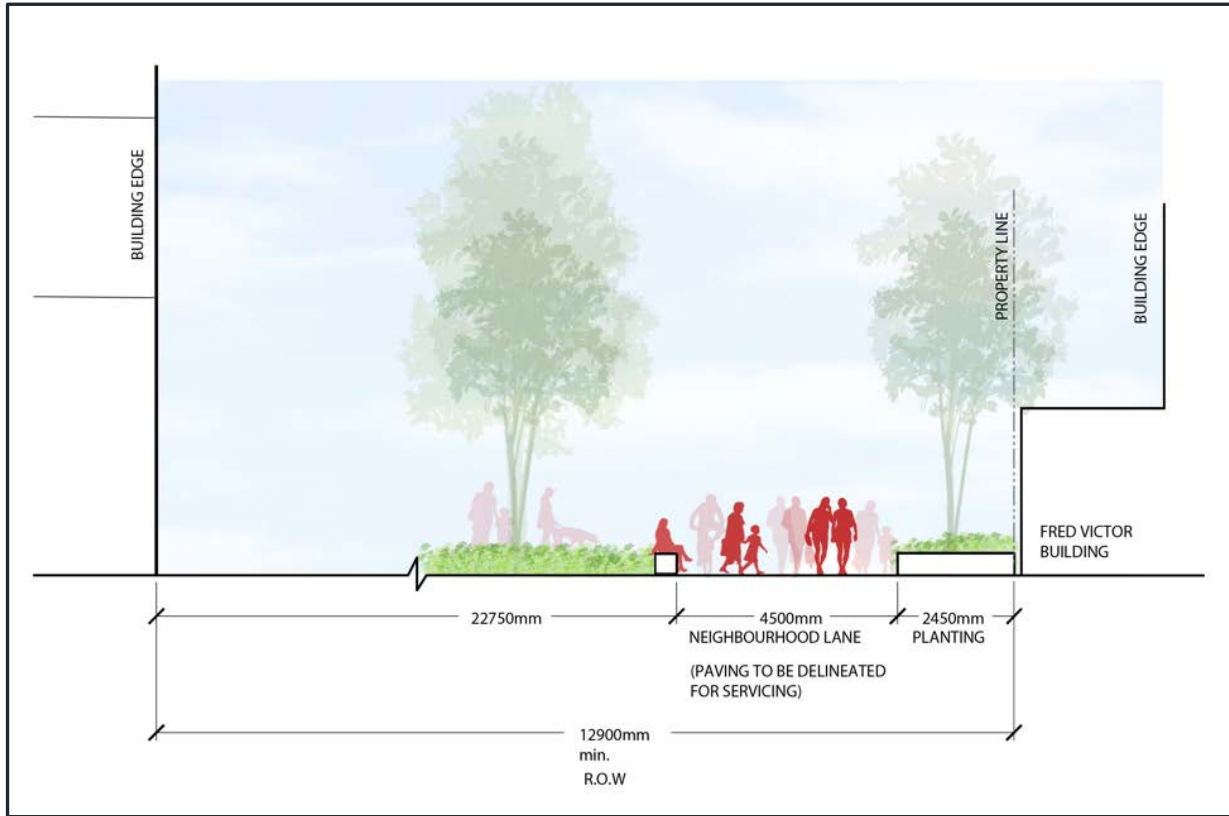 BUILDING EDGE
PROPERTY LINE
BUILDING EDGE
FRED VICTOR
BUILDING
22750mm
4500mm
NEIGHBOURHOOD LANE
(PAVING TO BE DELINEATED
FOR SERVICING)
2450mm
PLANTING
12900mm
min.
R.O.W